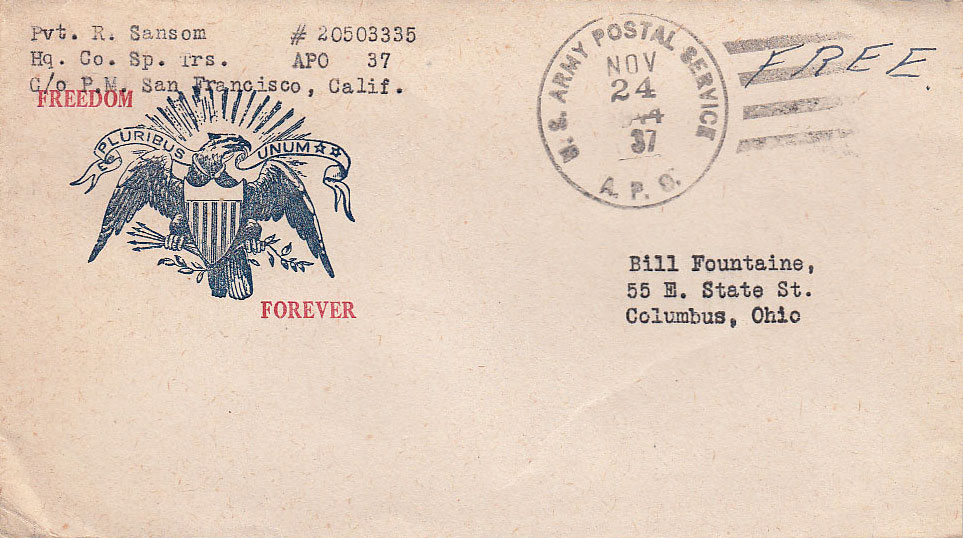 Pvt. R. Sansom # 20503335
Hq. Co. Sp. Trs. APO 37
C/o P.M. San Francisco, Calif.
FREEDOM
E PLURIBUS UNUM
FOREVER
U. S. ARMY POSTAL SERVICE
NOV
24
1944
37
A. P. O.
FREE
Bill Fountaine,
55 E. State St.
Columbus, Ohio